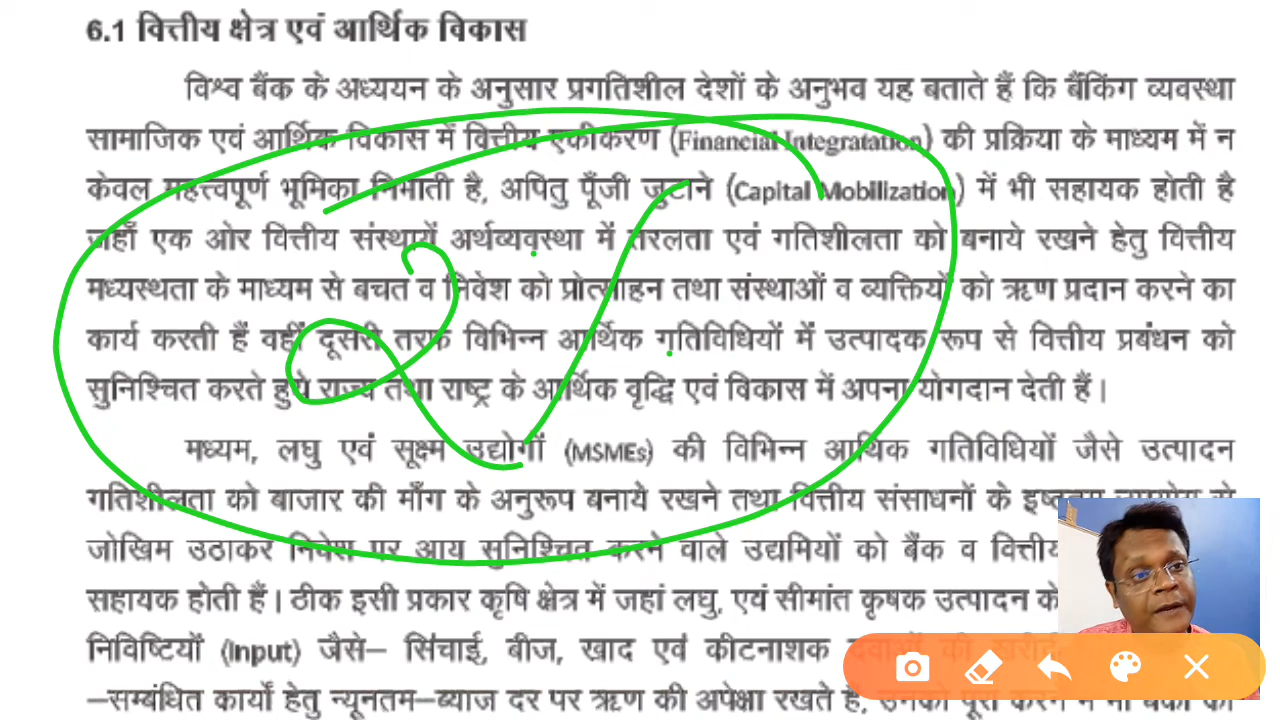 6.1 वित्तीय क्षेत्र एवं आर्थिक विकास
विश्व बैंक के अध्ययन के अनुसार प्रगतिशील देशों के अनुभव यह बताते हैं कि बैंकिंग व्यवस्था
सामाजिक एवं आर्थिक विकास में वित्तीय एकीकरण (Financial Integratation) की प्रक्रिया के माध्यम में न
केवल महत्त्वपूर्ण भूमिका निभाती है, अपितु पूँजी जुटाने (Capital Mobilization) में भी सहायक होती है
जहाँ एक ओर वित्तीय संस्थायें अर्थव्यवस्था में तरलता एवं गतिशीलता को बनाये रखने हेतु वित्तीय
मध्यस्थता के माध्यम से बचत व निवेश को प्रोत्साहन तथा संस्थाओं व व्यक्तियों को ऋण प्रदान करने का
कार्य करती हैं वहीं दूसरी तरफ विभिन्न आर्थिक गतिविधियों में उत्पादक रूप से वित्तीय प्रबंधन को
सुनिश्चित करते हुये राज्य तथा राष्ट्र के आर्थिक वृद्धि एवं विकास में अपना योगदान देती हैं।
मध्यम, लघु एवं सूक्ष्म उद्योगों (MSMEs) की विभिन्न आर्थिक गतिविधियों जैसे उत्पादन
गतिशीलता को बाजार की माँग के अनुरूप बनाये रखने तथा वित्तीय संसाधनों के
जोखिम उठाकर निवेश पर आय सुनिश्चित करने वाले उद्यमियों को बैंक व
सहायक होती हैं। ठीक इसी प्रकार कृषि क्षेत्र में जहां लघु, एवं सीमांत कृषक उत्पादन
निविष्टियों (Input) जैसे– सिंचाई, बीज, खाद एवं कीटनाशक
–सम्बंधित कार्यो हेतु न्यूनतम–ब्याज दर पर ऋण की अपेक्षा रखते है,